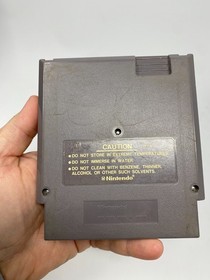 CAUTION
• DO NOT STORE IN EXTREME TEMPERATURES.
• DO NOT IMMERSE IN WATER
• DO NOT CLEAN WITH BENZENE, THINNER,
ALCOHOL OR OTHER SUCH SOLVENTS.
Nintendo